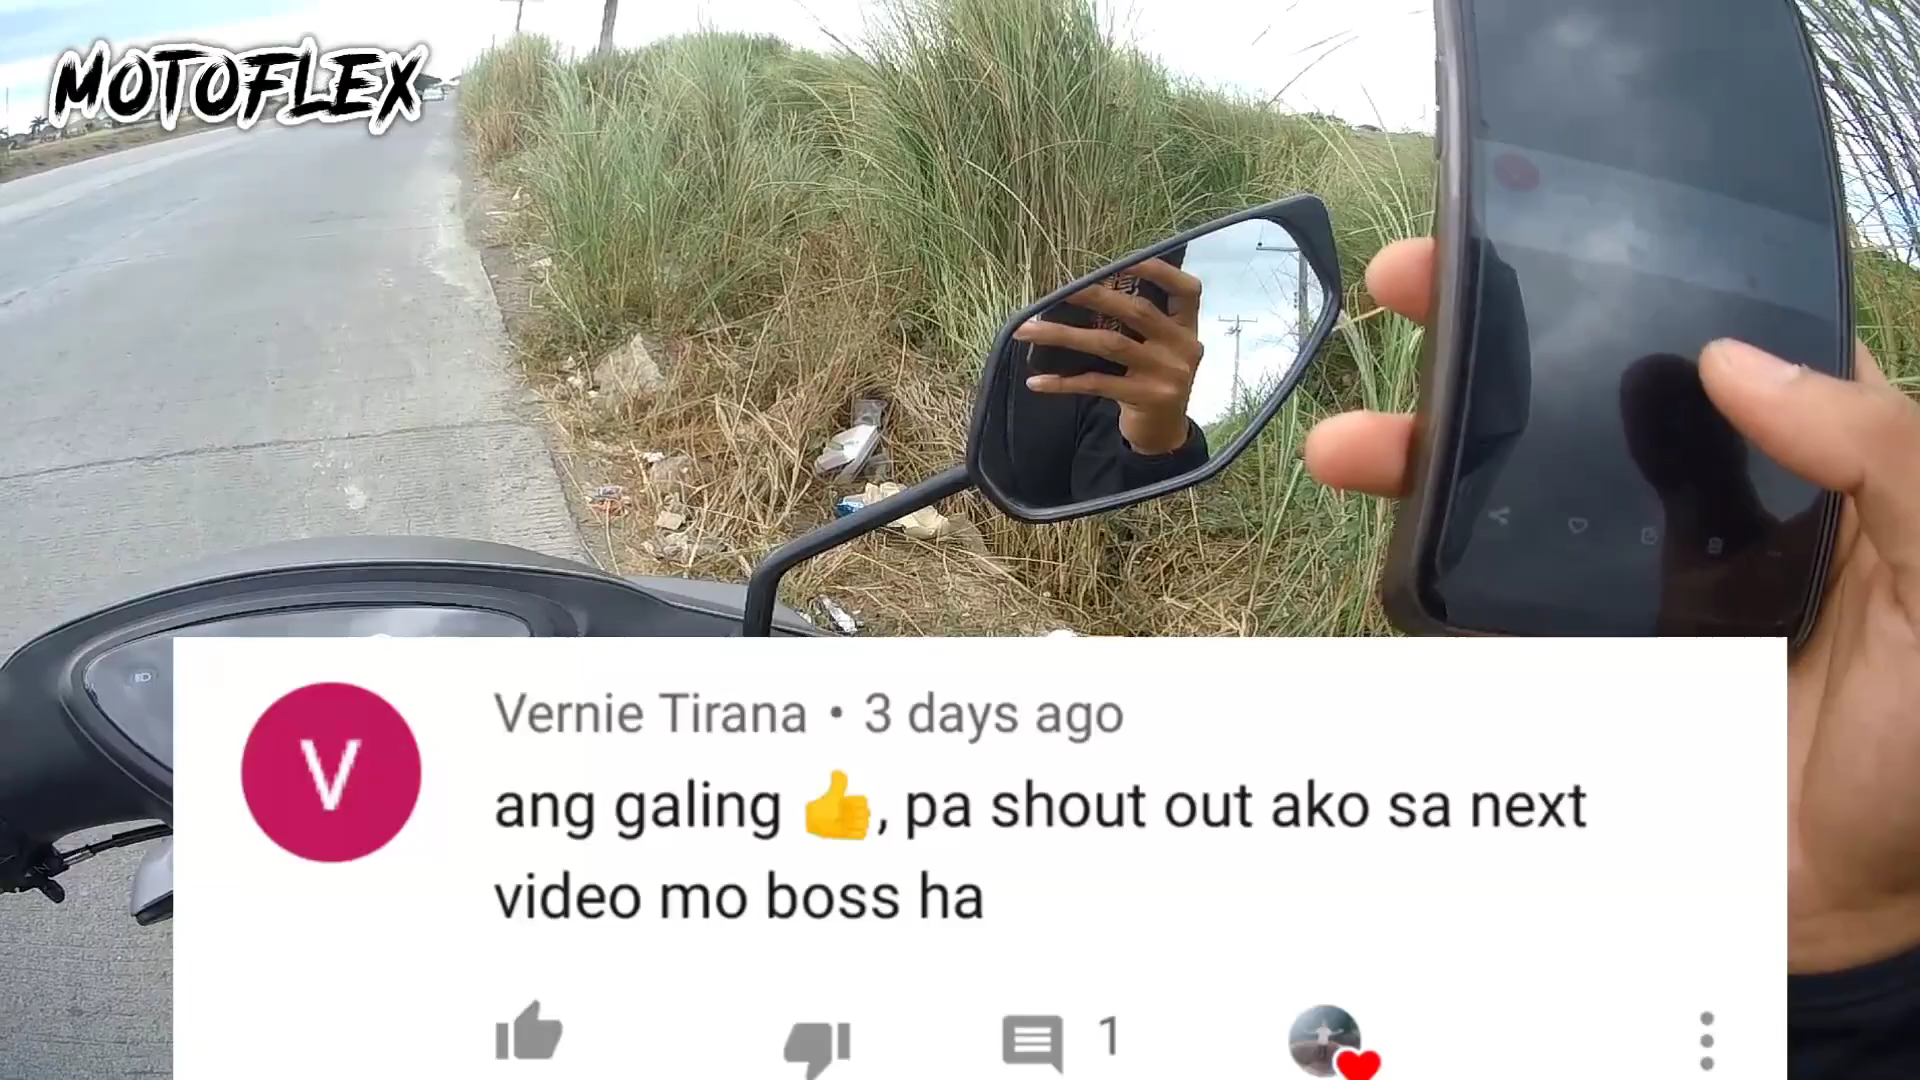 MOTOFLEX
Vernie Tirana • 3 days ago
V
ang galing 👍, pa shout out ako sa next
video mo boss ha
1